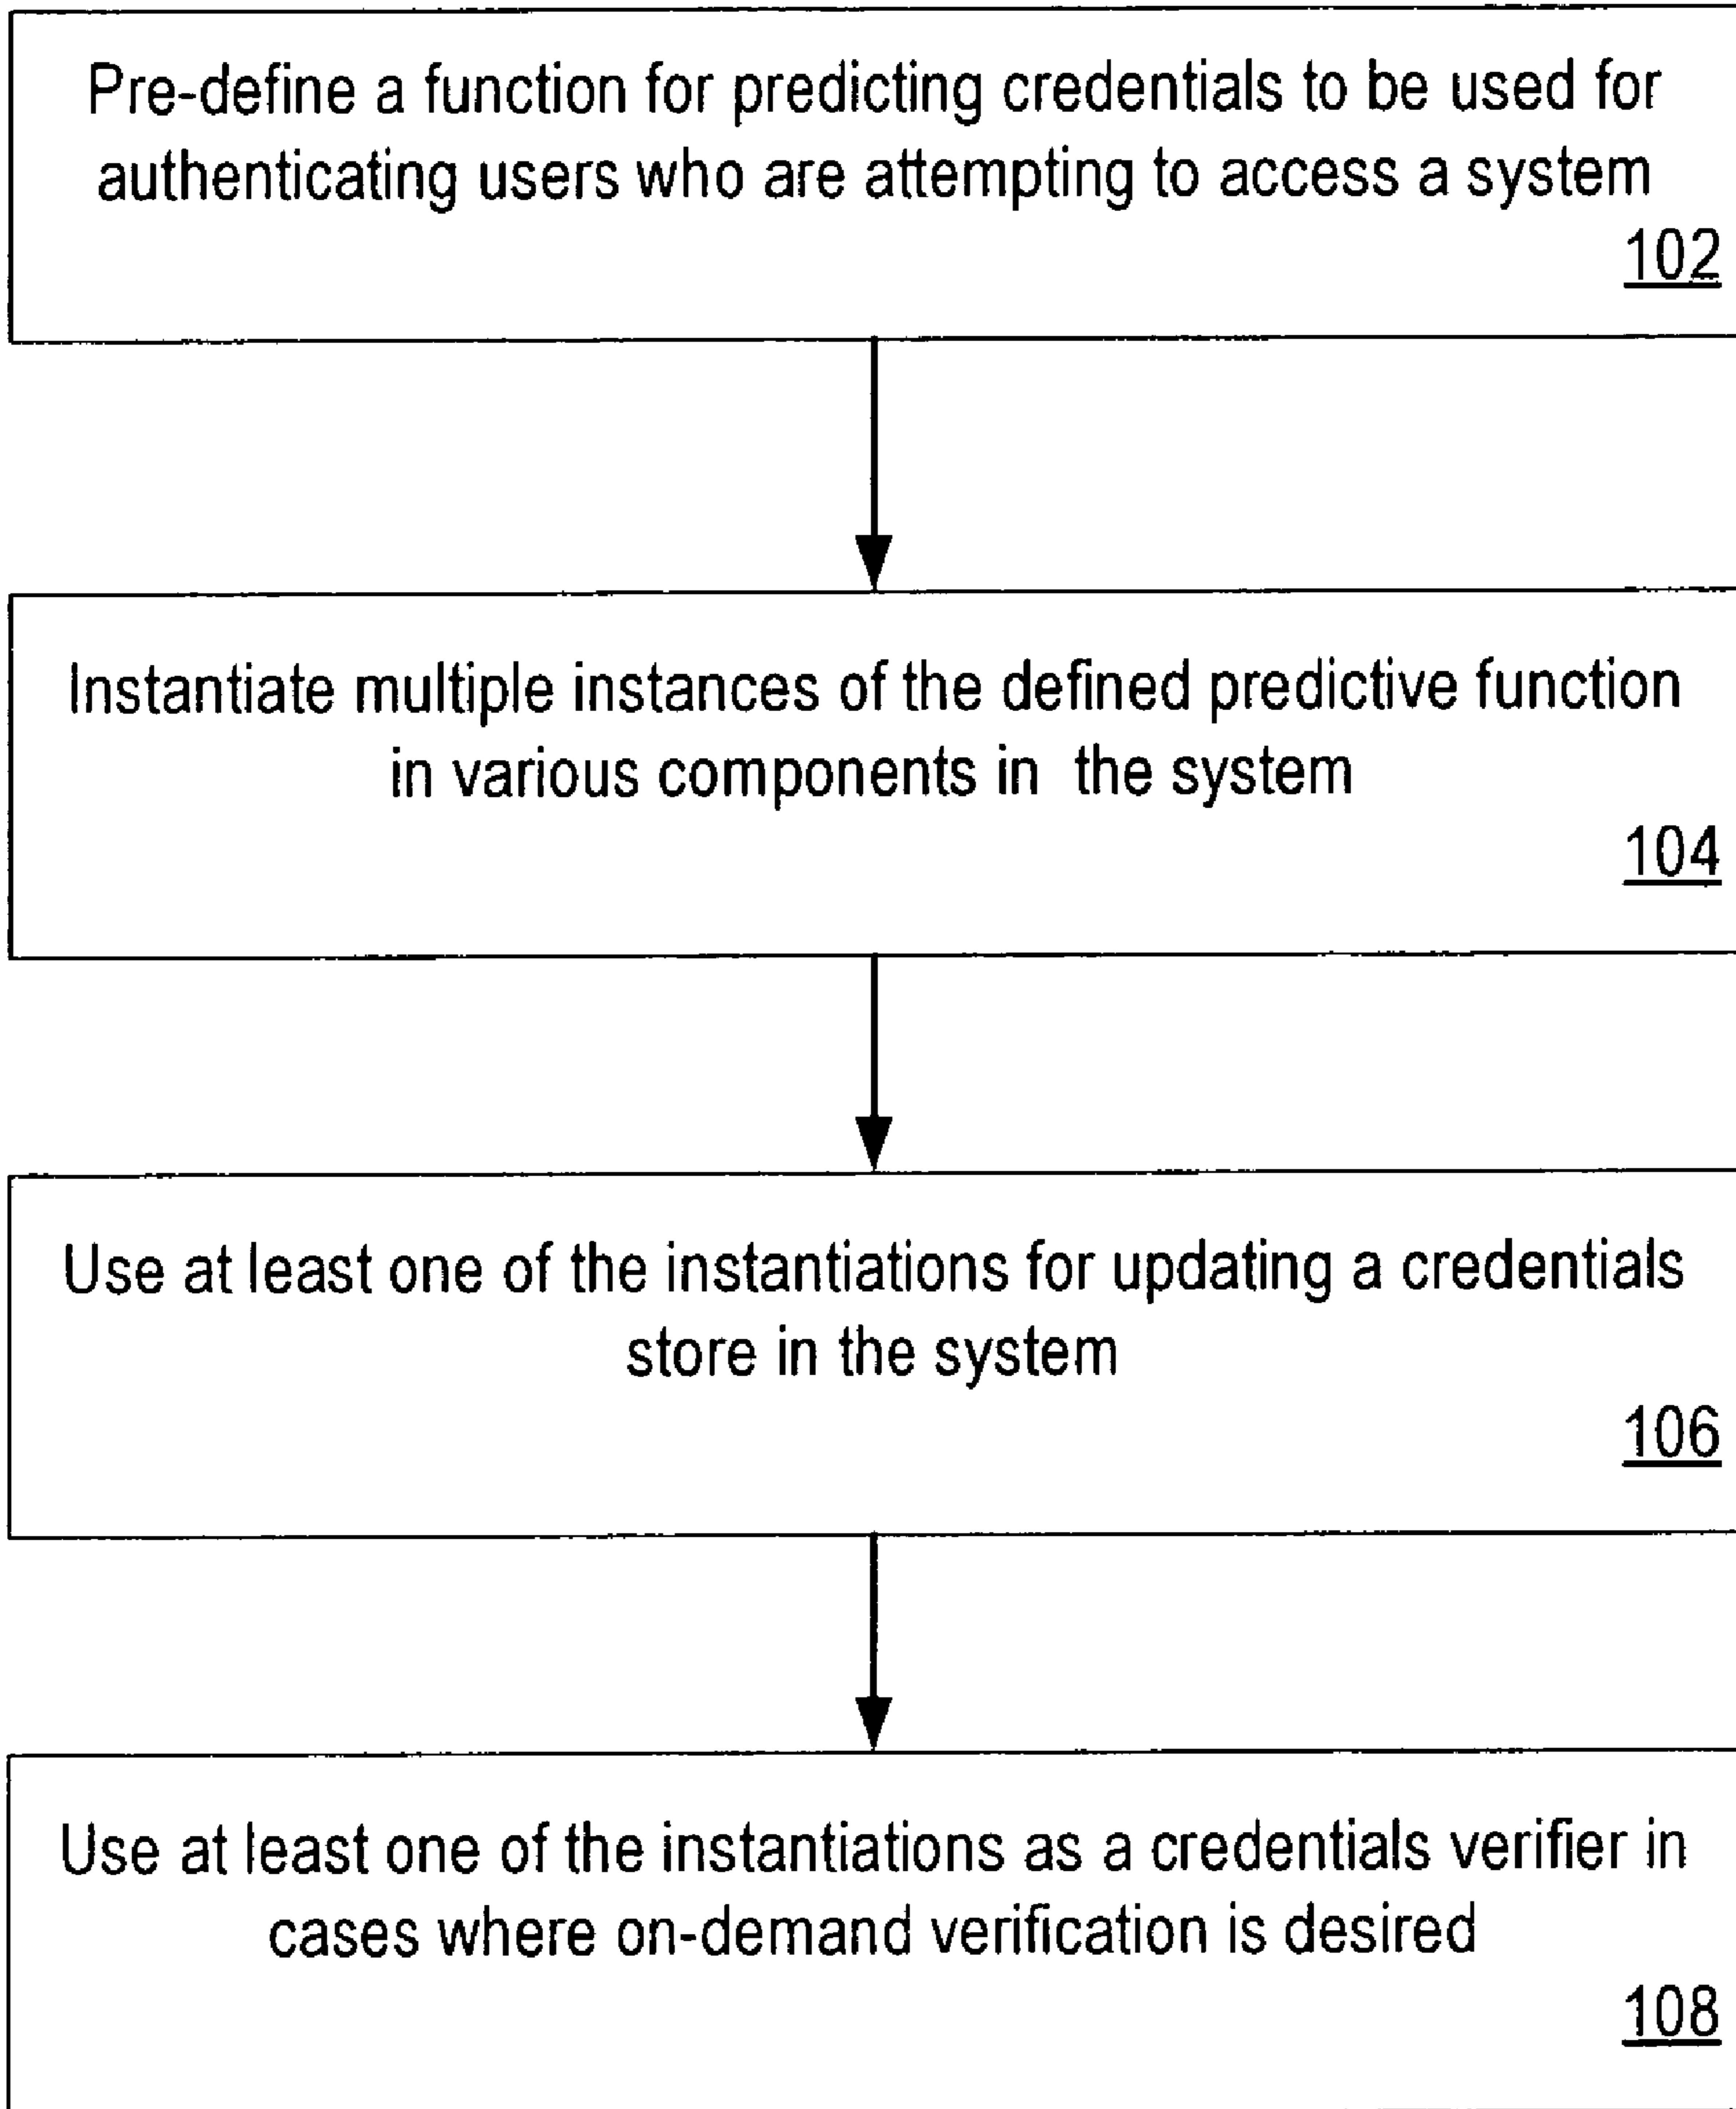 Pre-define a function for predicting credentials to be used for
authenticating users who are attempting to access a system
102
Instantiate multiple instances of the defined predictive function
in various components in the system
104
Use at least one of the instantiations for updating a credentials
store in the system
106
Use at least one of the instantiations as a credentials verifier in
cases where on-demand verification is desired
108